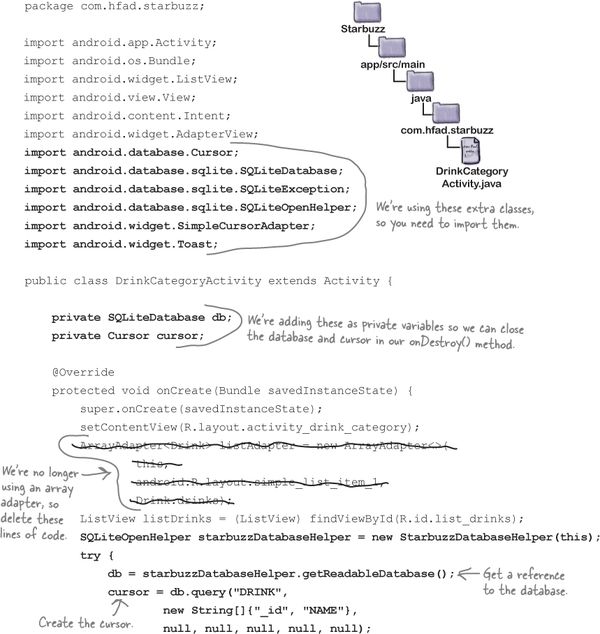 package com.hfad.starbuzz;
Starbuzz
import android.app.Activity;
app/src/main
import android.os.Bundle;
import android.widget.ListView;
java
import android.view.View;
import android.content.Intent;
com.hfad.starbuzz
import android.widget.AdapterView;
import android.database.Cursor;
import android.database.sqlite.SQLiteDatabase;
DrinkCategory
Activity.java
import android.database.sqlite.SQLiteException;
import android.database.sqlite.SQLiteOpenHelper;
import android.widget.SimpleCursorAdapter;
import android.widget.Toast;
We're using these extra classes,
so you need to import them.
public class DrinkCategoryActivity extends Activity {
private SQLiteDatabase db;
private Cursor cursor;
We're adding these as private variables so we can close
the database and cursor in our onDestroy() method.
@Override
protected void onCreate(Bundle savedInstanceState) {
super.onCreate(savedInstanceState);
setContentView(R.layout.activity_drink_category);
ArrayAdapter<Drink> listAdapter = new ArrayAdapter<>(
this,
android.R.layout.simple_list_item_1,
Drink.drinks);
We're no longer
using an array
adapter, so
delete these
lines of code.
ListView listDrinks = (ListView) findViewById(R.id.list_drinks);
SQLiteOpenHelper starbuzzDatabaseHelper = new StarbuzzDatabaseHelper(this);
try {
db = starbuzzDatabaseHelper.getReadableDatabase();
Get a reference
to the database.
cursor = db.query("DRINK",
new String[]{"_id", "NAME"},
null, null, null, null, null);
Create the cursor.